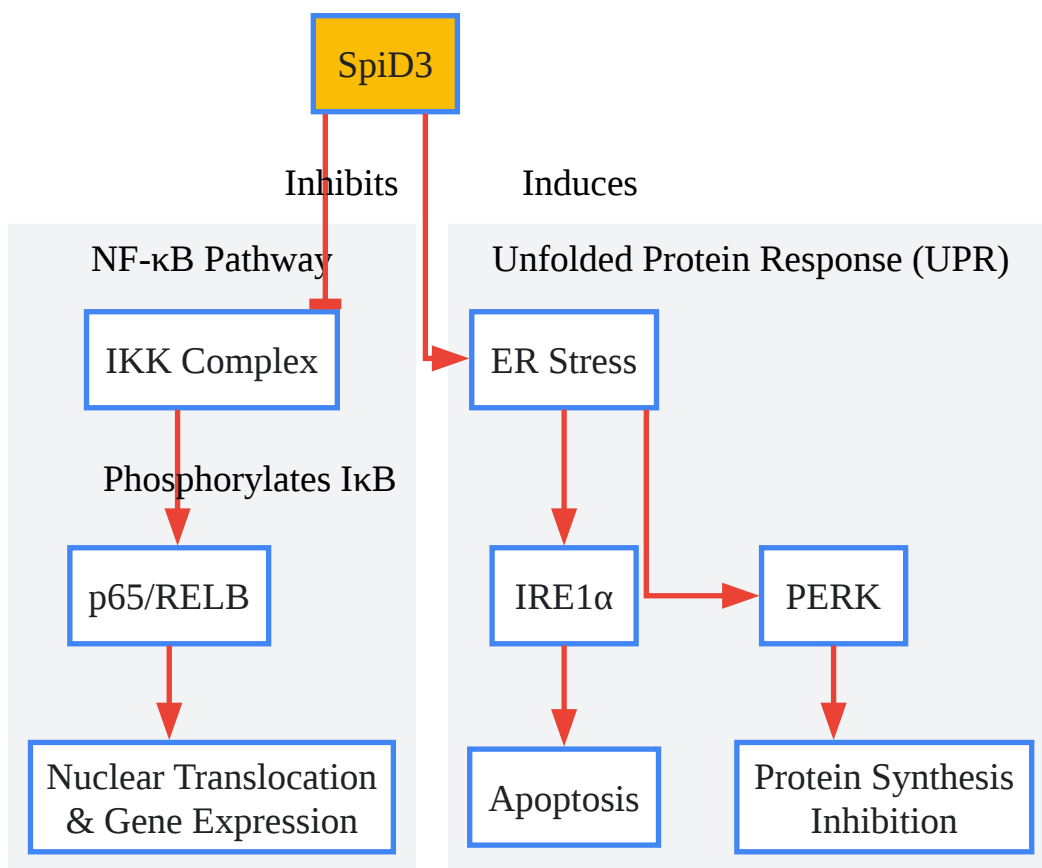 SpiD3
Inhibits
Induces
NF-κB Pathway
Unfolded Protein Response (UPR)
IKK Complex
ER Stress
Phosphorylates IκB
p65/RELB
IRE1α
PERK
Nuclear Translocation
& Gene Expression
Apoptosis
Protein Synthesis
Inhibition